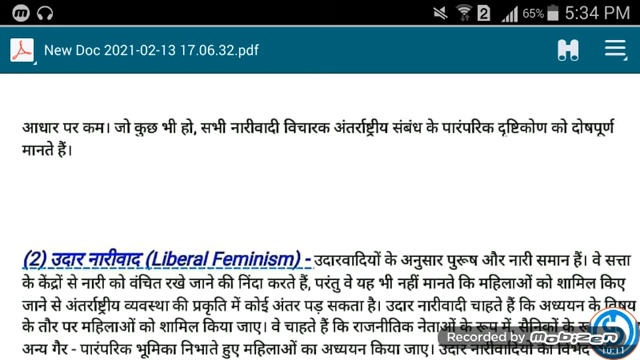 2 65% 5:34 PM
New Doc 2021-02-13 17.06.32.pdf
आधार पर कम। जो कुछ भी हो, सभी नारीवादी विचारक अंतर्राष्ट्रीय संबंध के पारंपरिक दृष्टिकोण को दोषपूर्ण
मानते हैं।
(2) उदार नारीवाद (Liberal Feminism) - उदारवादियों के अनुसार पुरूष और नारी समान हैं। वे सत्ता
के केंद्रों से नारी को वंचित रखे जाने की निंदा करते हैं, परंतु वे यह भी नहीं मानते कि महिलाओं को शामिल किए
जाने से अंतर्राष्ट्रीय व्यवस्था की प्रकृति में कोई अंतर पड़ सकता है। उदार नारीवादी चाहते हैं कि अध्ययन के विषय
के तौर पर महिलाओं को शामिल किया जाए। वे चाहते हैं कि राजनीतिक नेताओं के रूप में, सैनिकों के
अन्य गैर - पारंपरिक भूमिका निभाते हुए महिलाओं का अध्ययन किया जाए। उदार नारीवादियों
Recorded by MOBIZEN
10:11